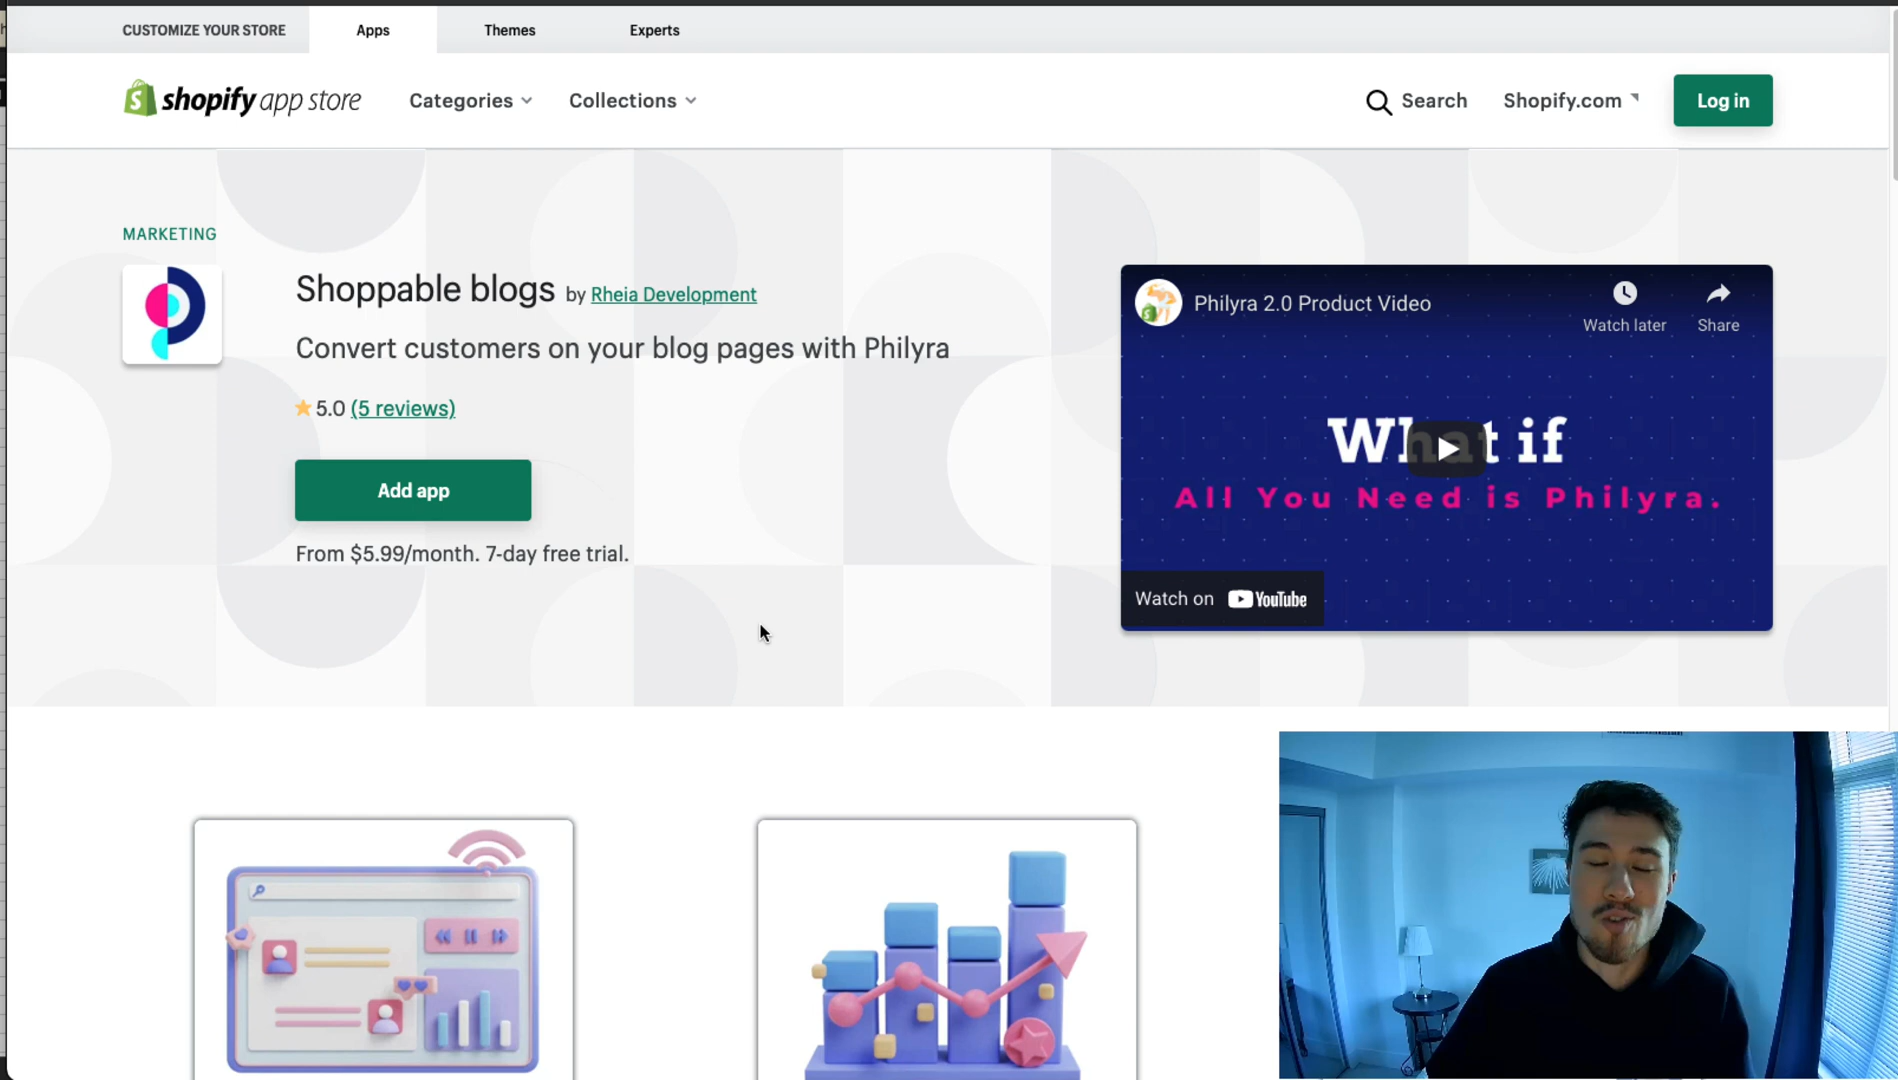 CUSTOMIZE YOUR STORE
Apps
Themes
Experts
shopify app store
Categories
Collections
Search
Shopify.com
Log in
MARKETING
Shoppable blogs by Rheia Development
Convert customers on your blog pages with Philyra
5.0 (5 reviews)
Add app
From $5.99/month. 7-day free trial.
Philyra 2.0 Product Video
Watch later
Share
What if
All You Need is Philyra.
Watch on YouTube